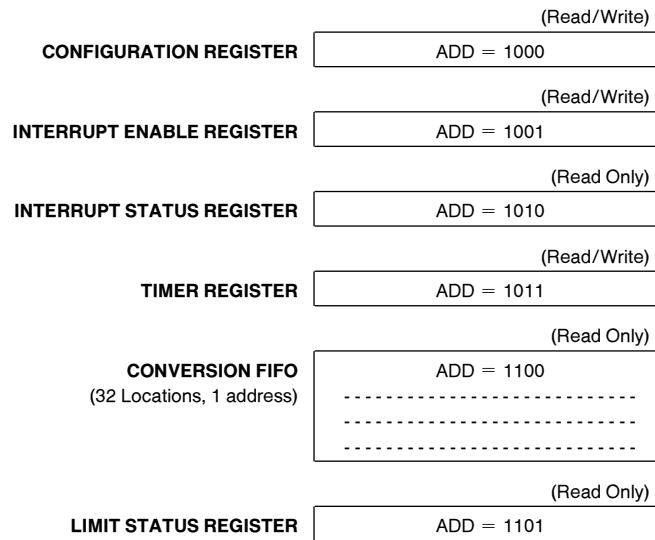 (Read/Write)
CONFIGURATION REGISTER ADD = 1000
(Read/Write)
INTERRUPT ENABLE REGISTER ADD = 1001
(Read Only)
INTERRUPT STATUS REGISTER ADD = 1010
(Read/Write)
TIMER REGISTER ADD = 1011
(Read Only)
CONVERSION FIFO ADD = 1100
(32 Locations, 1 address)
(Read Only)
LIMIT STATUS REGISTER ADD = 1101